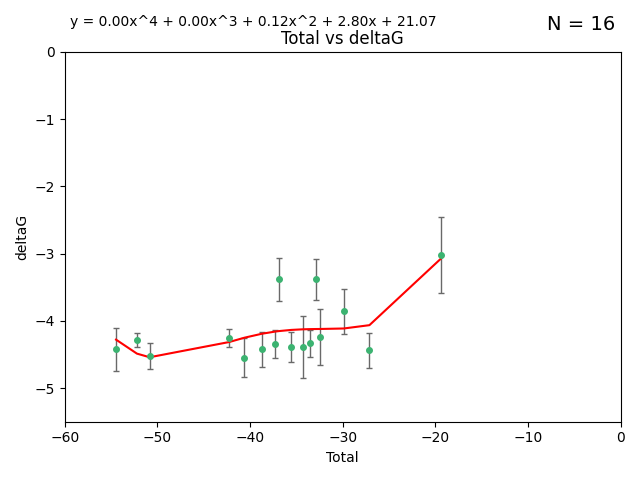 y = 0.00x^4 + 0.00x^3 + 0.12x^2 + 2.80x + 21.07
N = 16
Total vs deltaG
0
−1
−2
−3
−4
−5
deltaG
−60
−50
−40
−30
−20
−10
0
Total